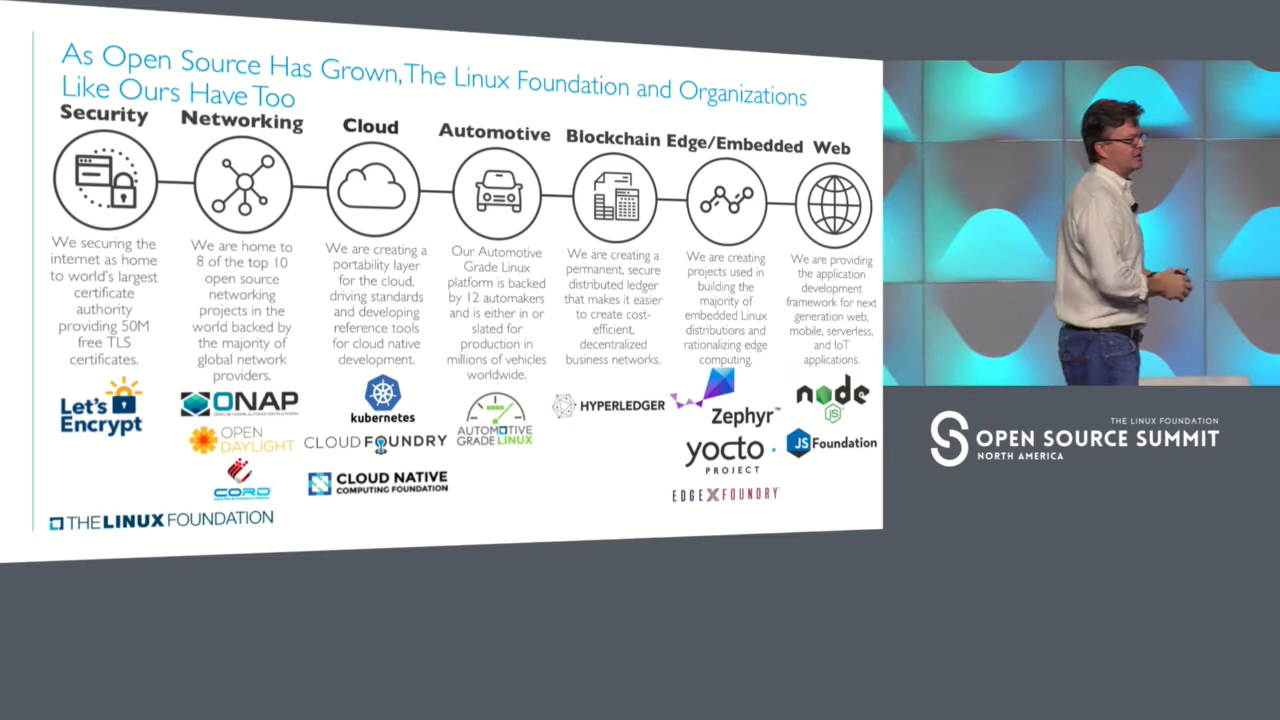 As Open Source Has Grown, The Linux Foundation and Organizations
Like Ours Have Too
Security
We securing the
internet as home
to world's largest
certificate
authority
providing 50M
free TLS
certificates.
Let's
Encrypt
Networking
We are home to
8 of the top 10
open source
networking
projects in the
world backed by
the majority of
global network
providers.
ONAP
OPEN
DAYLIGHT
CORD
Cloud
We are creating a
portability layer
for the cloud,
driving standards
and developing
reference tools
for cloud native
development.
kubernetes
CLOUD FOUNDRY
CLOUD NATIVE
COMPUTING FOUNDATION
Automotive
Our Automotive
Grade Linux
platform is backed
by 12 automakers
and is either in or
slated for
production in
millions of vehicles
worldwide.
AUTOMOTIVE
GRADE LINUX
Blockchain
We are creating a
permanent, secure
distributed ledger
that makes it easier
to create cost-
efficient,
decentralized
business networks.
HYPERLEDGER
Edge/Embedded
We are creating
projects used in
building the
majority of
embedded Linux
distributions and
rationalizing edge
computing.
Zephyr™
yocto
PROJECT
EDGE X FOUNDRY
Web
We are providing
the application
development
framework for next
generation web,
mobile, serverless,
and IoT
applications.
node
JS
JS Foundation
THE LINUX FOUNDATION
THE LINUX FOUNDATION
OPEN SOURCE SUMMIT
NORTH AMERICA